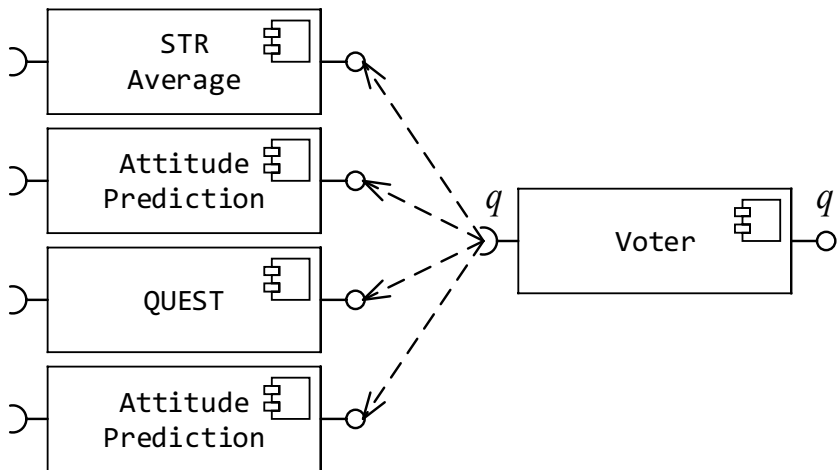 STR
Average
Attitude
Prediction
q
q
Voter
QUEST
Attitude
Prediction